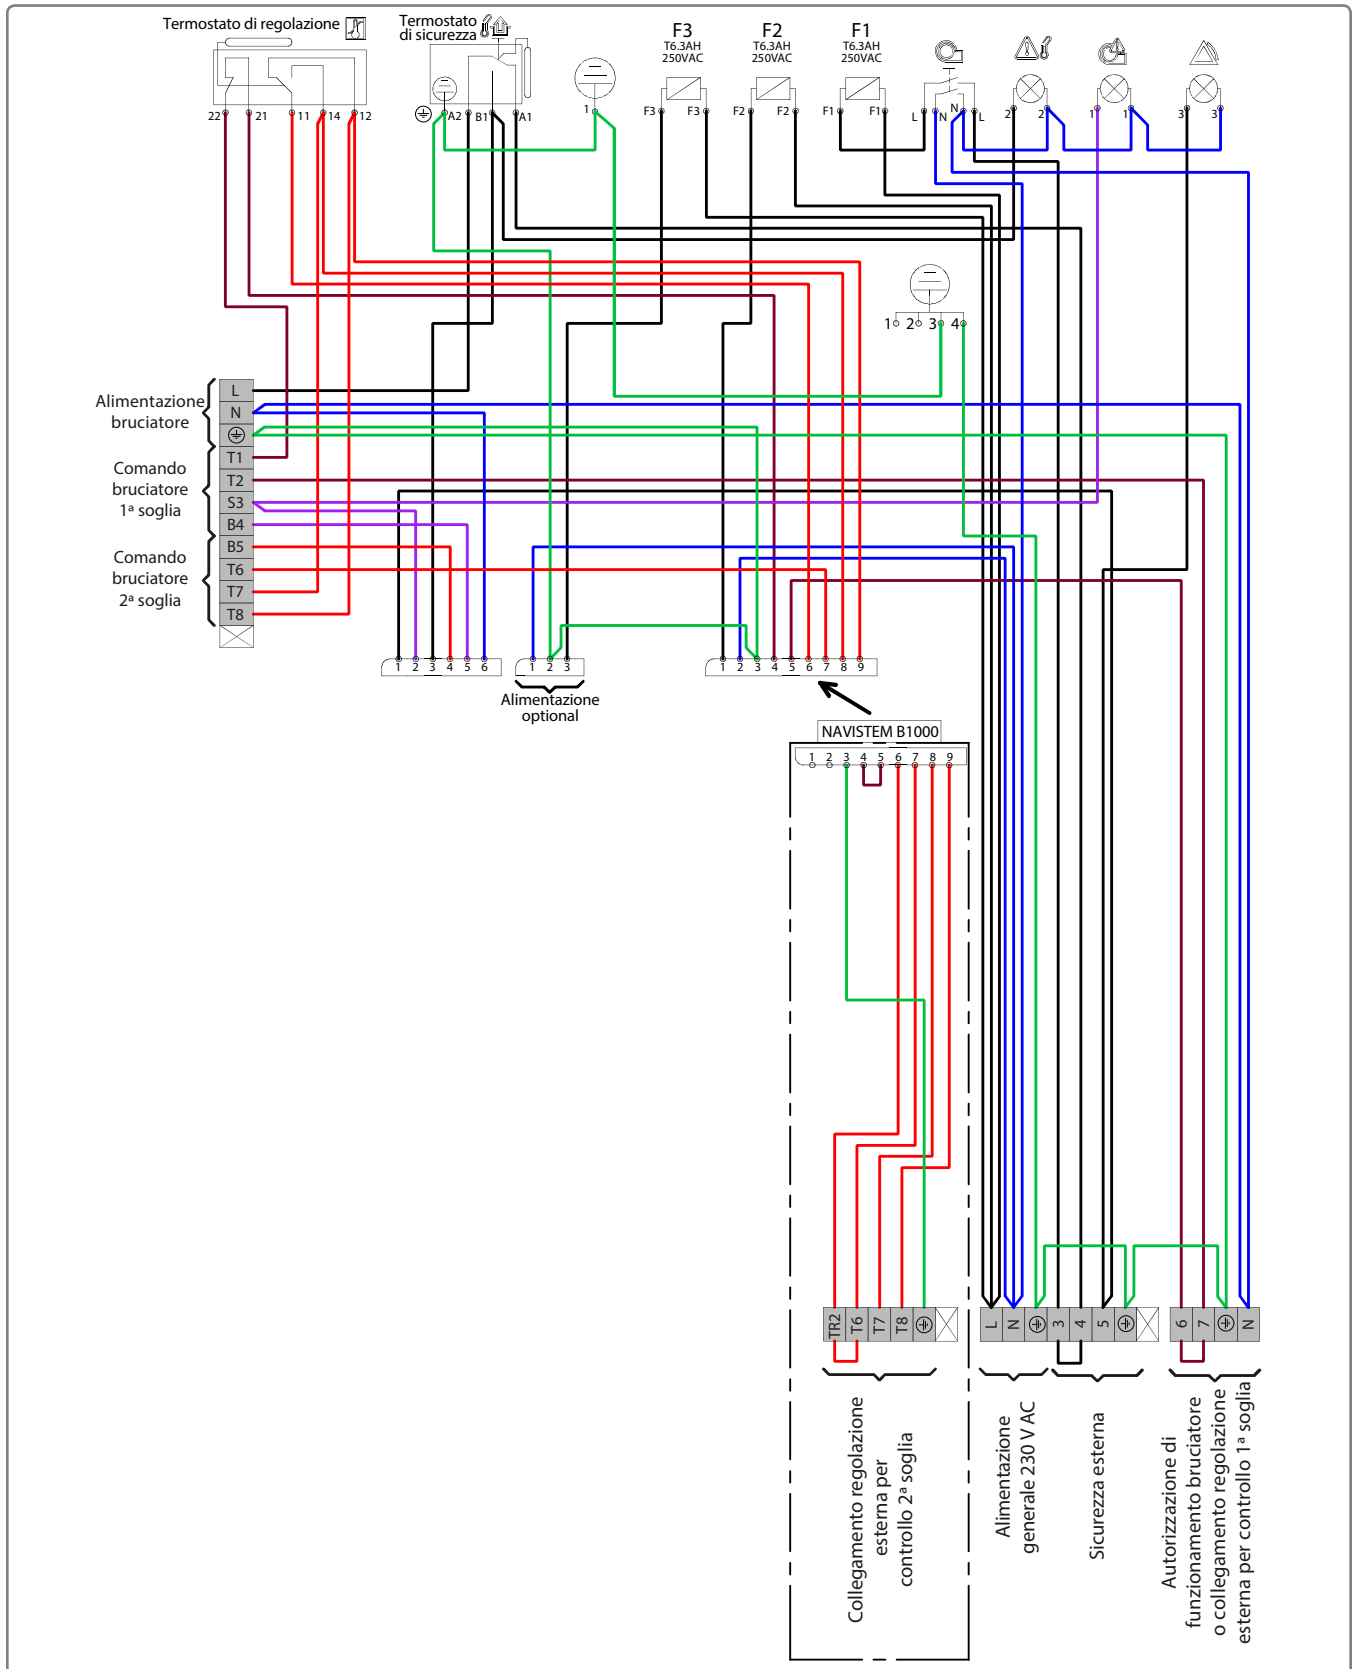 Termostato di regolazione
Termostato
di sicurezza
F3
T6.3AH
250VAC
F2
T6.3AH
250VAC
F1
T6.3AH
250VAC
22 21 11 14 12
A2 B1 A1
1
F3 F3
F2 F2
F1 F1
L N N L
2 2
1 1
3 3
1 2 3 4
Alimentazione
bruciatore
Comando
bruciatore
1ª soglia
Comando
bruciatore
2ª soglia
L
N
T1
T2
S3
B4
B5
T6
T7
T8
1 2 3 4 5 6
1 2 3
1 2 3 4 5 6 7 8 9
Alimentazione
optional
NAVISTEM B1000
1 2 3 4 5 6 7 8 9
TR2 T6 T7 T8
L N 3 4 5
6 7 N
Collegamento regolazione
esterna per
controllo 2ª soglia
Alimentazione
generale 230 V AC
Sicurezza esterna
Autorizzazione di
funzionamento bruciatore
o collegamento regolazione
esterna per controllo 1ª soglia